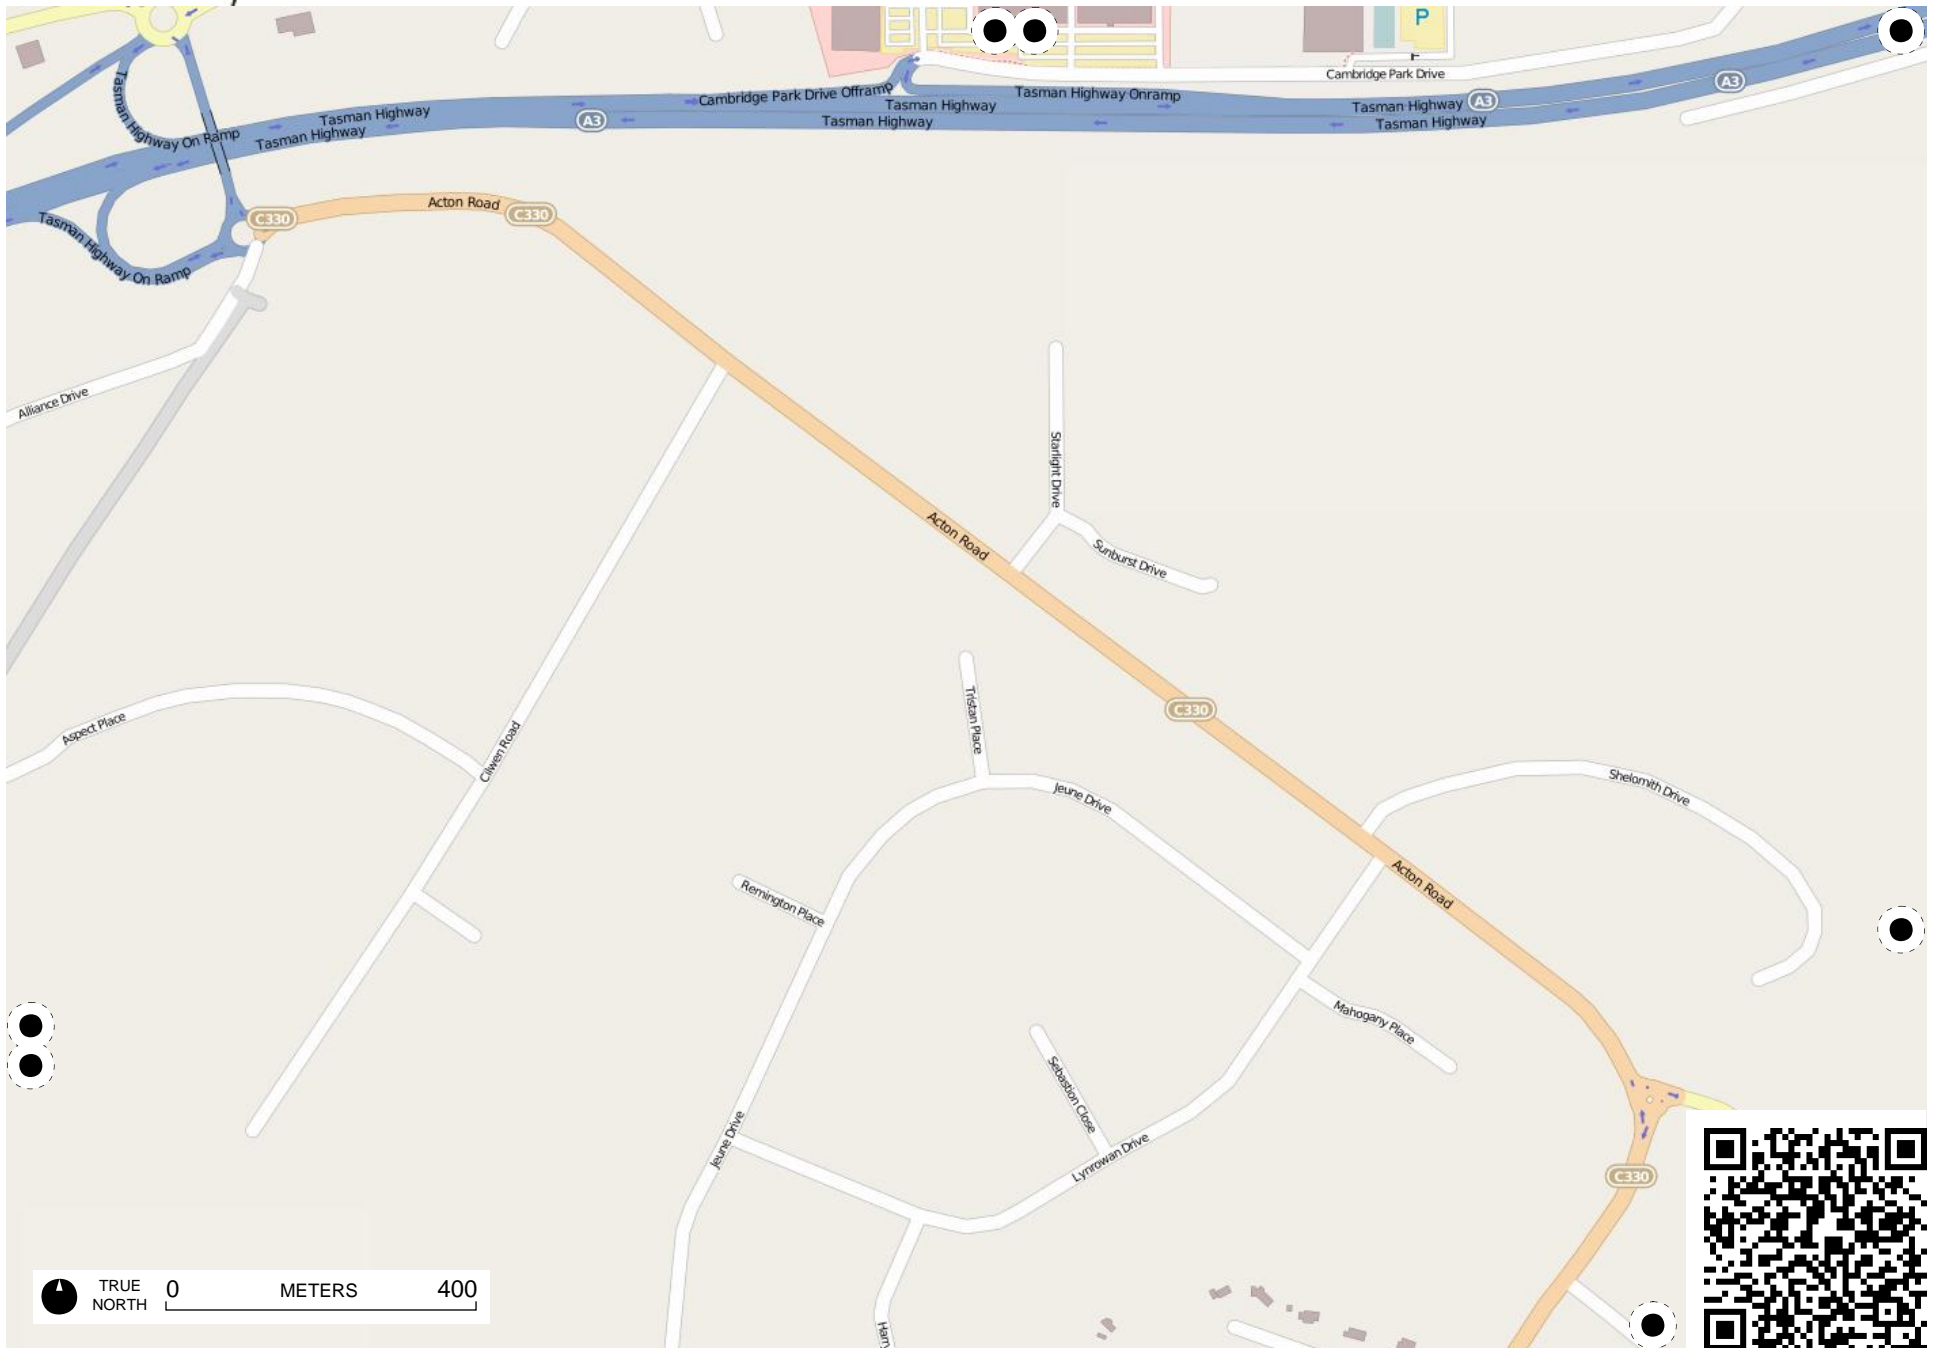 P
Cambridge Park Drive
A3
Cambridge Park Drive Offramp
Tasman Highway Onramp
Tasman Highway
Tasman Highway
Tasman Highway
A3
Tasman Highway
A3
Tasman Highway
Tasman Highway
Tasman Highway
Tasman Highway On Ramp
Acton Road
C330
C330
Tasman Highway On Ramp
Alliance Drive
Starlight Drive
Acton Road
Sunburst Drive
Tristan Place
C330
Aspect Place
Cilwen Road
Jeune Drive
Shelomith Drive
Acton Road
Remington Place
Mahogany Place
Sebastion Close
Jeune Drive
Lynrowan Drive
C330
TRUE
NORTH
0 METERS 400